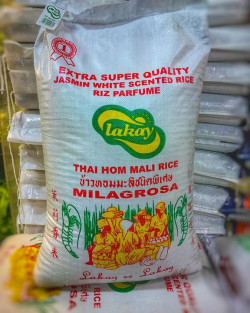 EXTRA SUPER QUALITY
JASMIN WHITE SCENTED RICE
RIZ PARFUME
Lakay
THAI HOM MALI RICE
ข้าวหอมมะลิชนิดพิเศษ
MILAGROSA
Lakay se Lakay